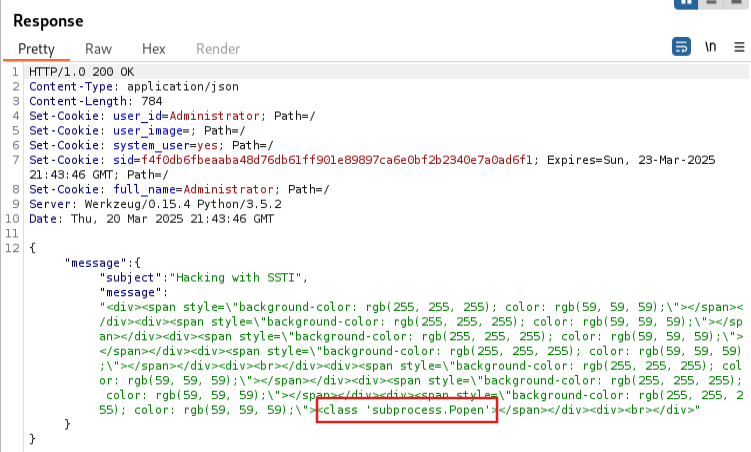 Response
Pretty Raw Hex Render \n
1 HTTP/1.0 200 OK
2 Content-Type: application/json
3 Content-Length: 784
4 Set-Cookie: user_id=Administrator; Path=/
5 Set-Cookie: user_image=; Path=/
6 Set-Cookie: system_user=yes; Path=/
7 Set-Cookie: sid=f4f0db6fbeaaba48d76db61ff901e89897ca6e0bf2b2340e7a0ad6f1; Expires=Sun, 23-Mar-2025
21:43:46 GMT; Path=/
8 Set-Cookie: full_name=Administrator; Path=/
9 Server: Werkzeug/0.15.4 Python/3.5.2
10 Date: Thu, 20 Mar 2025 21:43:46 GMT
11
12 {
"message":{
"subject":"Hacking with SSTI",
"message":
"<div><span style=\"background-color: rgb(255, 255, 255); color: rgb(59, 59, 59);\"></span><
/div><div><span style=\"background-color: rgb(255, 255, 255); color: rgb(59, 59, 59);\"></sp
an></div><div><span style=\"background-color: rgb(255, 255, 255); color: rgb(59, 59, 59);\">
</span></div><div><span style=\"background-color: rgb(255, 255, 255); color: rgb(59, 59, 59)
;\"></span></div><div><br></div><div><span style=\"background-color: rgb(255, 255, 255); col
or: rgb(59, 59, 59);\"></span></div><div><span style=\"background-color: rgb(255, 255, 255);
color: rgb(59, 59, 59);\"></span></div><div><span style=\"background-color: rgb(255, 255, 2
55); color: rgb(59, 59, 59);\"><class 'subprocess.Popen'></span></div><div><br></div>"
}
}